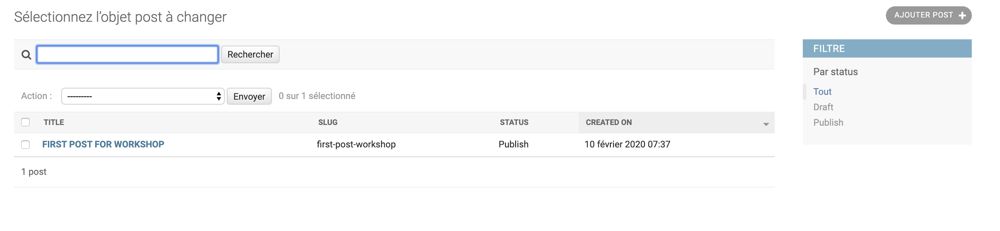 Sélectionnez l’objet post à changer
AJOUTER POST +
Rechercher
FILTRE
Par status
Tout
Draft
Publish
Action : --------- Envoyer 0 sur 1 sélectionné
TITLE SLUG STATUS CREATED ON
FIRST POST FOR WORKSHOP first-post-workshop Publish 10 février 2020 07:37
1 post